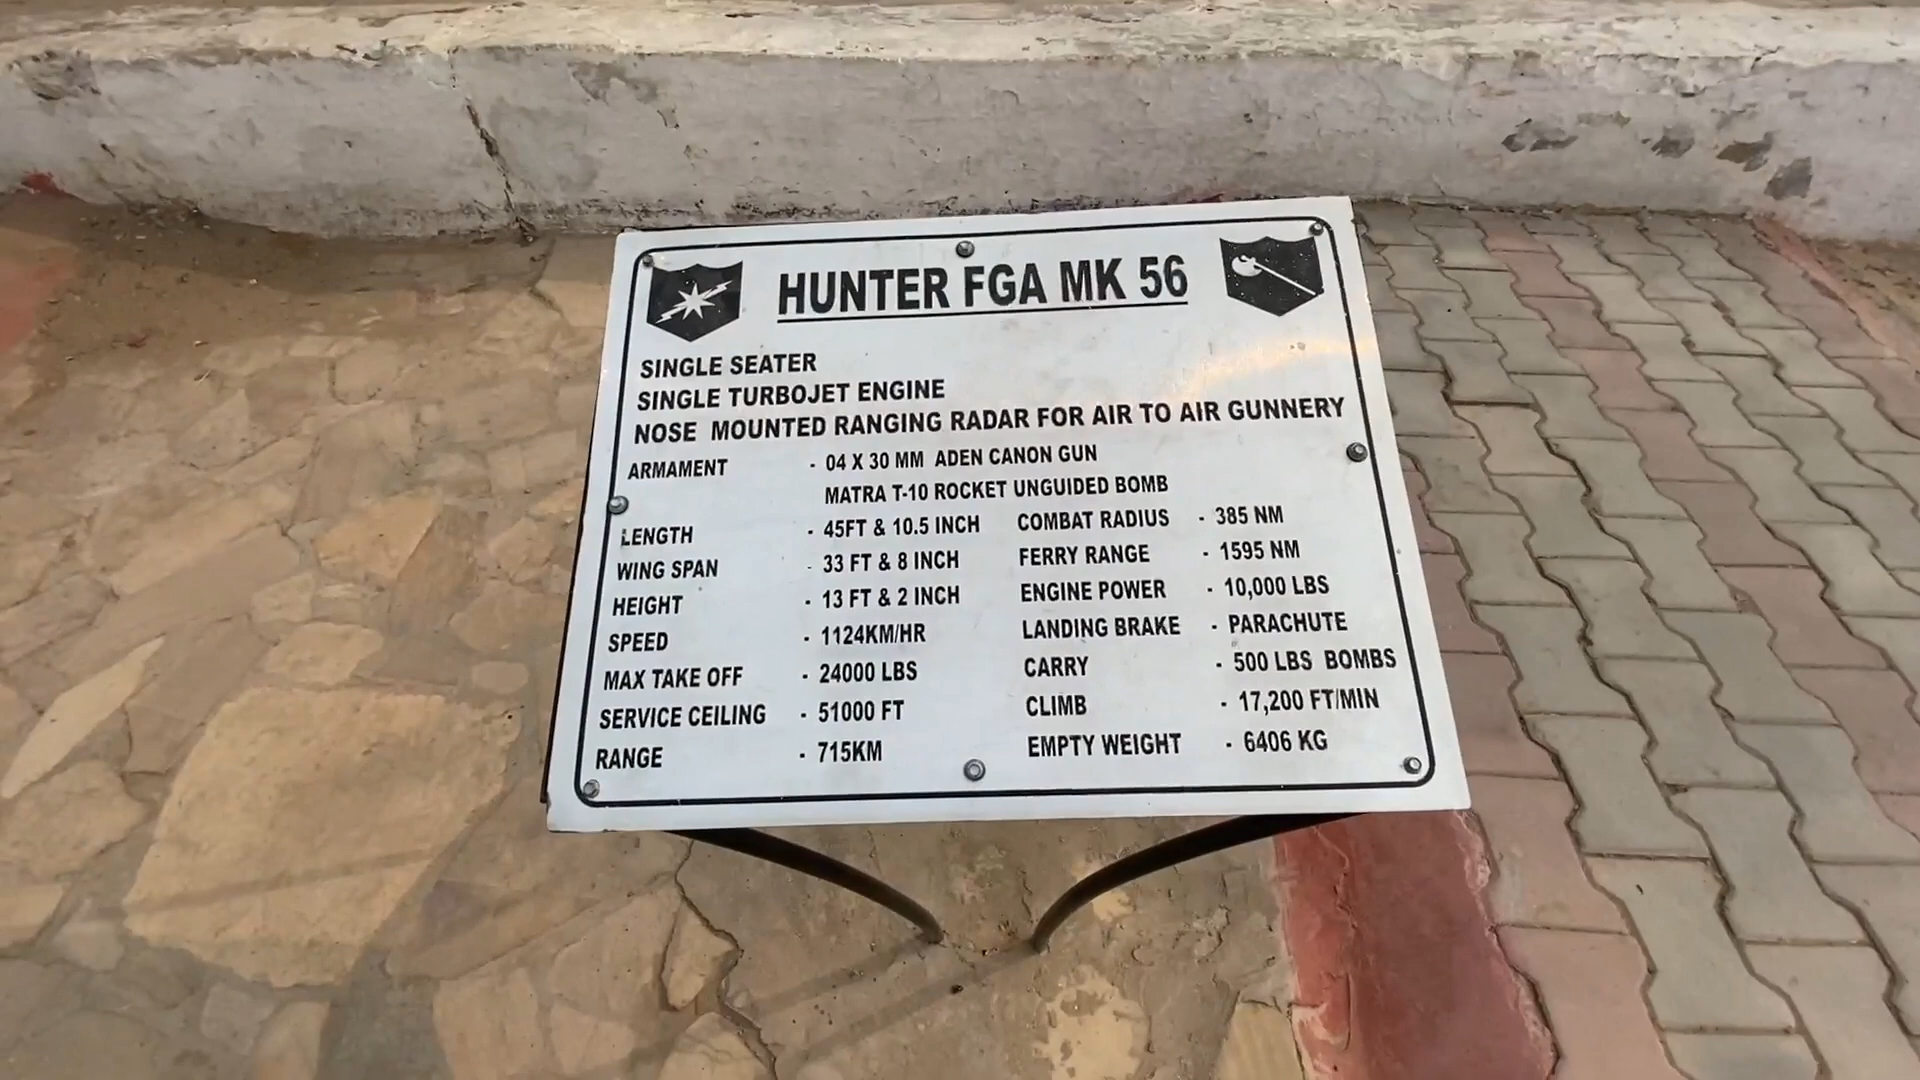 HUNTER FGA MK 56
SINGLE SEATER
SINGLE TURBOJET ENGINE
NOSE MOUNTED RANGING RADAR FOR AIR TO AIR GUNNERY
ARMAMENT - 04 X 30 MM ADEN CANON GUN
MATRA T-10 ROCKET UNGUIDED BOMB
LENGTH - 45FT & 10.5 INCH COMBAT RADIUS - 385 NM
WING SPAN - 33 FT & 8 INCH FERRY RANGE - 1595 NM
HEIGHT - 13 FT & 2 INCH ENGINE POWER - 10,000 LBS
SPEED - 1124KM/HR LANDING BRAKE - PARACHUTE
MAX TAKE OFF - 24000 LBS CARRY - 500 LBS BOMBS
SERVICE CEILING - 51000 FT CLIMB - 17,200 FT/MIN
RANGE - 715KM EMPTY WEIGHT - 6406 KG